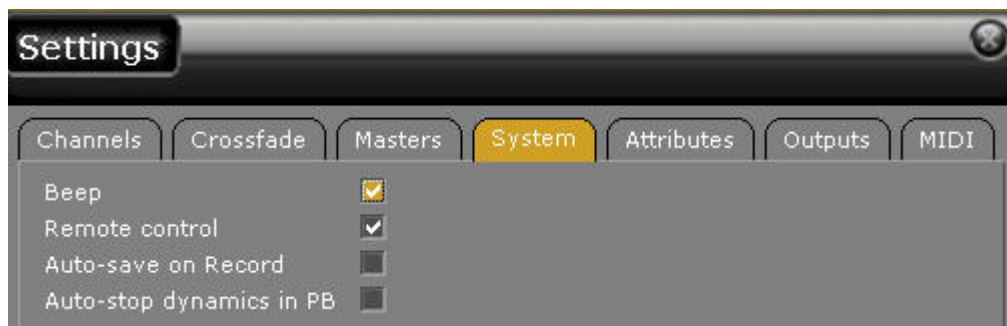 Settings
Channels Crossfade Masters System Attributes Outputs MIDI
Beep
Remote control
Auto-save on Record
Auto-stop dynamics in PB